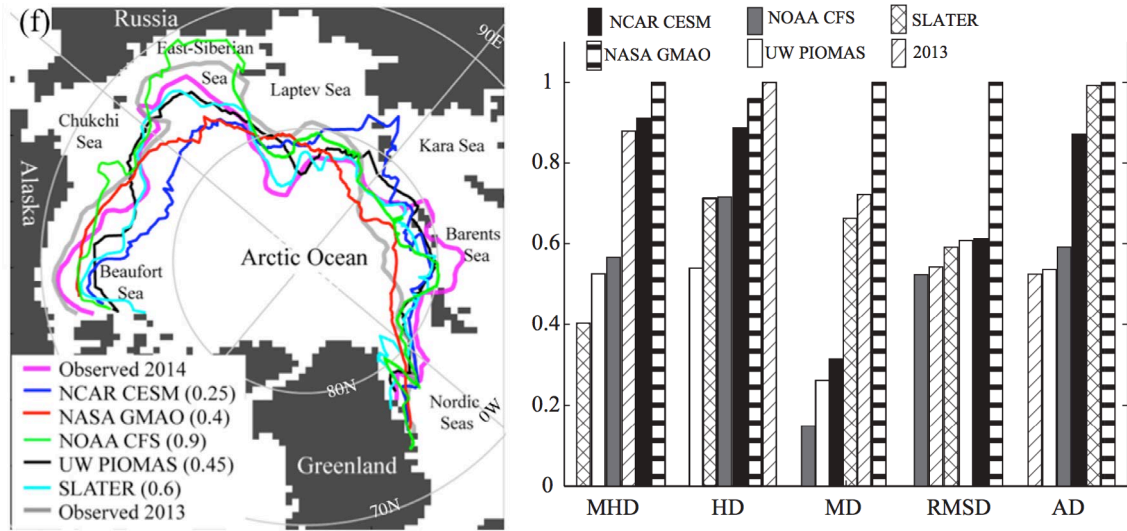 (f)
Russia
90E
East-Siberian
Sea
Laptev Sea
Chukchi
Sea
Kara Sea
Alaska
Barents
Sea
Arctic Ocean
Beaufort
Sea
Observed 2014
NCAR CESM (0.25)
NASA GMAO (0.4)
NOAA CFS (0.9)
UW PIOMAS (0.45)
SLATER (0.6)
Observed 2013
80N
Nordic
Seas
0W
Greenland
70N
NCAR CESM
NOAA CFS
SLATER
NASA GMAO
UW PIOMAS
2013
1
0.8
0.6
0.4
0.2
0
MHD
HD
MD
RMSD
AD